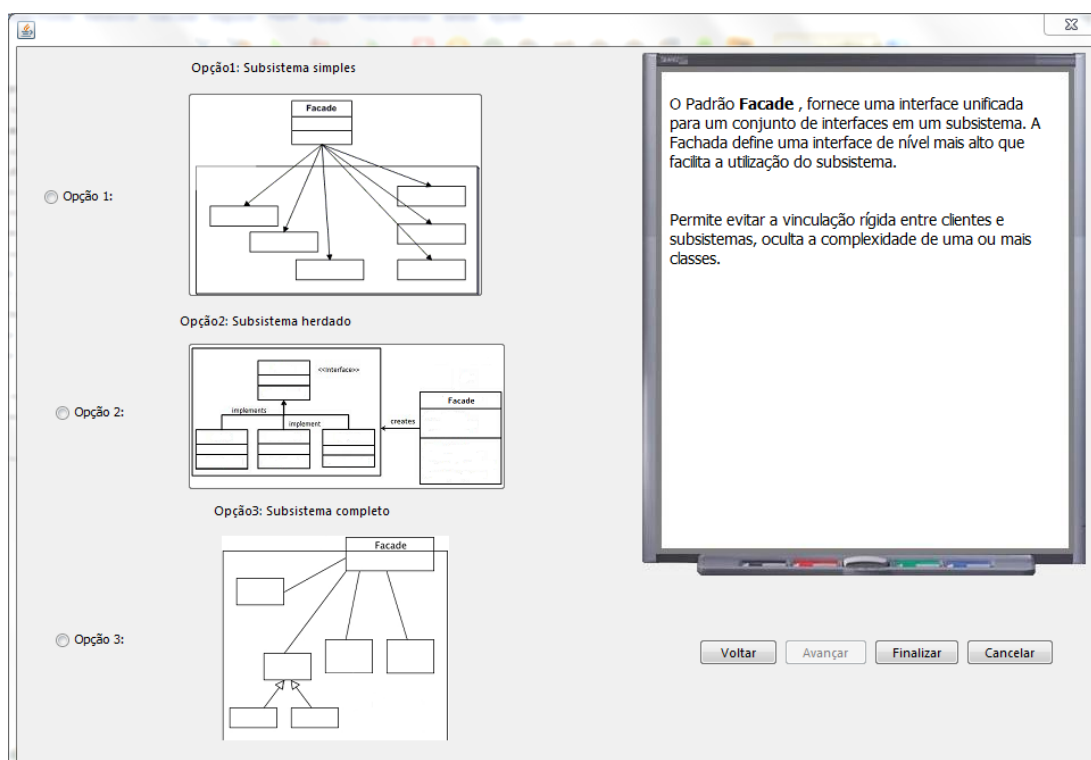 Opção1: Subsistema simples
Facade
Opção 1:
Opção2: Subsistema herdado
<<Interface>>
Facade
implements
implement
creates
Opção 2:
Opção3: Subsistema completo
Facade
Opção 3:
O Padrão Facade , fornece uma interface unificada
para um conjunto de interfaces em um subsistema. A
Fachada define uma interface de nível mais alto que
facilita a utilização do subsistema.
Permite evitar a vinculação rígida entre clientes e
subsistemas, oculta a complexidade de uma ou mais
classes.
Voltar
Avançar
Finalizar
Cancelar